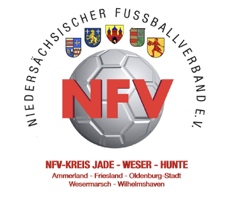 NIEDERSÄCHSISCHER FUSSBALLVERBAND E.V.
NFV
NFV-KREIS JADE - WESER - HUNTE
Ammerland - Friesland - Oldenburg-Stadt
Wesermarsch - Wilhelmshaven